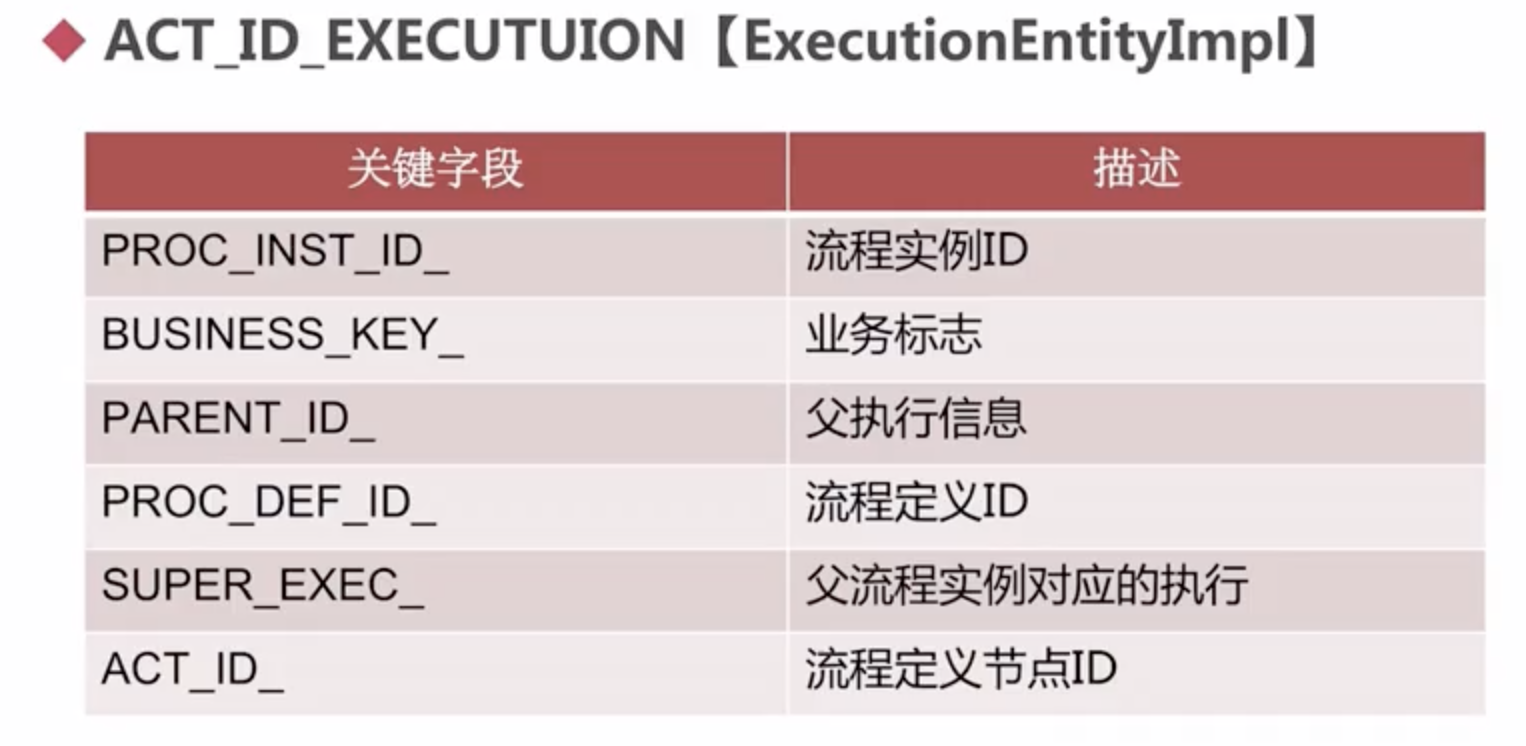 ACT_ID_EXECUTUION【ExecutionEntityImpl】
关键字段 描述
PROC_INST_ID_ 流程实例ID
BUSINESS_KEY_ 业务标志
PARENT_ID_ 父执行信息
PROC_DEF_ID_ 流程定义ID
SUPER_EXEC_ 父流程实例对应的执行
ACT_ID_ 流程定义节点ID